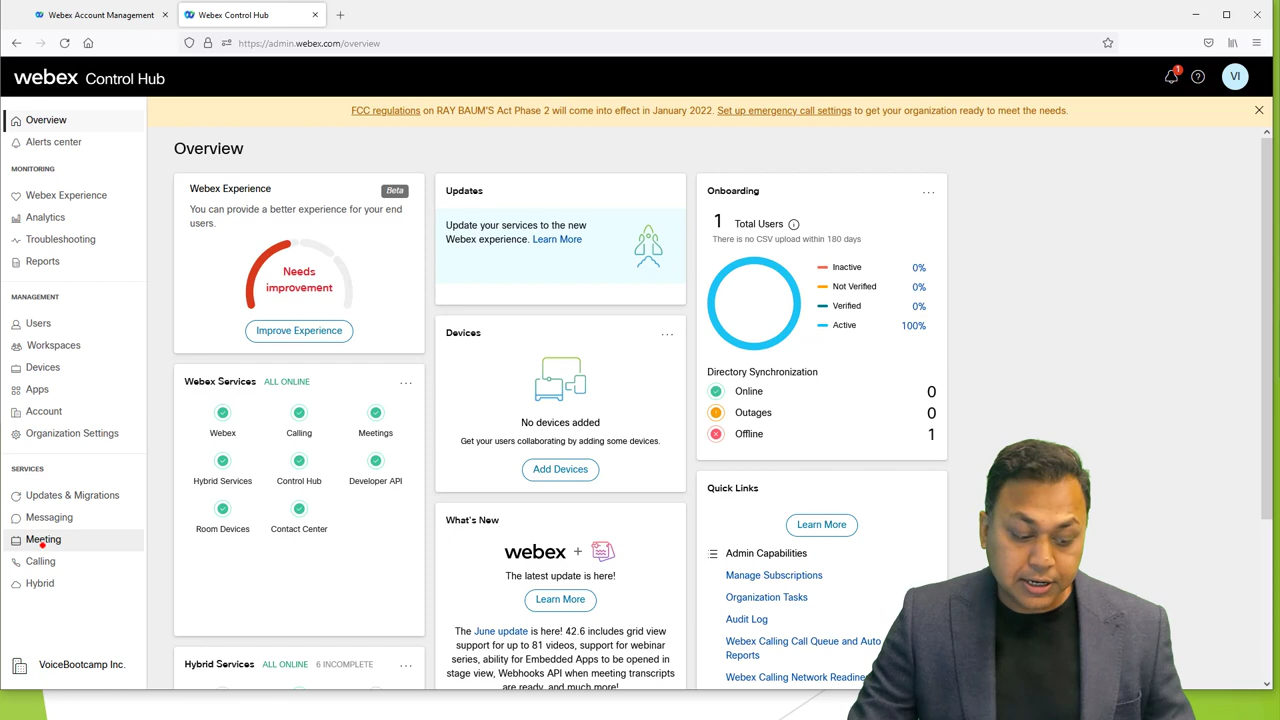 Webex Account Management
Webex Control Hub
https://admin.webex.com/overview
webex Control Hub
1
VI
FCC regulations on RAY BAUM'S Act Phase 2 will come into effect in January 2022. Set up emergency call settings to get your organization ready to meet the needs.
Overview
Alerts center
MONITORING
Webex Experience
Analytics
Troubleshooting
Reports
MANAGEMENT
Users
Workspaces
Devices
Apps
Account
Organization Settings
SERVICES
Updates & Migrations
Messaging
Meeting
Calling
Hybrid
VoiceBootcamp Inc.
Overview
Webex Experience
Beta
You can provide a better experience for your end
users.
Needs
improvement
Improve Experience
Webex Services ALL ONLINE
Webex
Calling
Meetings
Hybrid Services
Control Hub
Developer API
Room Devices
Contact Center
Hybrid Services ALL ONLINE 6 INCOMPLETE
Updates
Update your services to the new
Webex experience. Learn More
Devices
No devices added
Get your users collaborating by adding some devices.
Add Devices
What's New
webex +
The latest update is here!
Learn More
The June update is here! 42.6 includes grid view
support for up to 81 videos, support for webinar
series, ability for Embedded Apps to be opened in
stage view, Webhooks API when meeting transcripts
are ready, and much more!
Onboarding
1 Total Users
There is no CSV upload within 180 days
Inactive 0%
Not Verified 0%
Verified 0%
Active 100%
Directory Synchronization
Online 0
Outages 0
Offline 1
Quick Links
Learn More
Admin Capabilities
Manage Subscriptions
Organization Tasks
Audit Log
Webex Calling Call Queue and Auto
Reports
Webex Calling Network